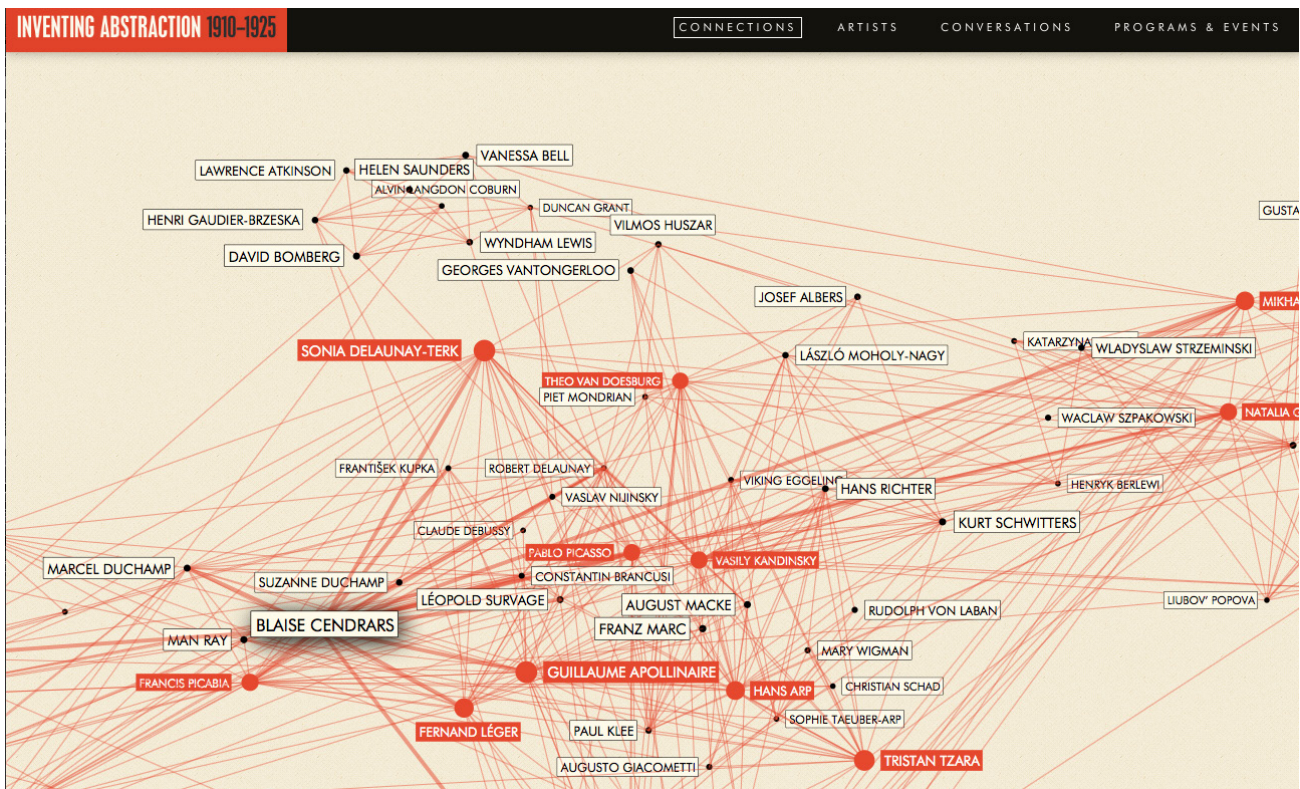 INVENTING ABSTRACTION 1910–1925
CONNECTIONS
ARTISTS
CONVERSATIONS
PROGRAMS & EVENTS
VANESSA BELL
LAWRENCE ATKINSON
HELEN SAUNDERS
ALVIN LANGDON COBURN
DUNCAN GRANT
GUSTA
HENRI GAUDIER-BRZESKA
VILMOS HUSZAR
WYNDHAM LEWIS
DAVID BOMBERG
GEORGES VANTONGERLOO
JOSEF ALBERS
MIKHA
KATARZYNA
WLADYSLAW STRZEMINSKI
SONIA DELAUNAY-TERK
LÁSZLÓ MOHOLY-NAGY
THEO VAN DOESBURG
PIET MONDRIAN
NATALIA G
WACLAW SZPAKOWSKI
FRANTIŠEK KUPKA
ROBERT DELAUNAY
VIKING EGGELING
HENRYK BERLEWI
HANS RICHTER
VASLAV NIJINSKY
KURT SCHWITTERS
CLAUDE DEBUSSY
PABLO PICASSO
VASILY KANDINSKY
MARCEL DUCHAMP
SUZANNE DUCHAMP
CONSTANTIN BRANCUSI
LÉOPOLD SURVAGE
AUGUST MACKE
LIUBOV' POPOVA
RUDOLPH VON LABAN
BLAISE CENDRARS
FRANZ MARC
MAN RAY
MARY WIGMAN
GUILLAUME APOLLINAIRE
FRANCIS PICABIA
HANS ARP
CHRISTIAN SCHAD
SOPHIE TAEUBER-ARP
FERNAND LÉGER
PAUL KLEE
TRISTAN TZARA
AUGUSTO GIACOMETTI